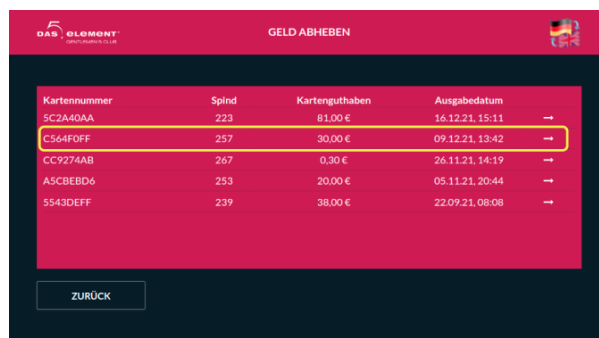 5
DAS ELEMENT
GENTLEMEN'S CLUB
GELD ABHEBEN
Kartennummer Spind Kartenguthaben Ausgabedatum
5C2A40AA 223 81,00 € 16.12.21, 15:11 →
C564F0FF 257 30,00 € 09.12.21, 13:42 →
CC9274AB 267 0,30 € 26.11.21, 14:19 →
A5CBEBD6 253 20,00 € 05.11.21, 20:44 →
5543DEFF 239 38,00 € 22.09.21, 08:08 →
ZURÜCK